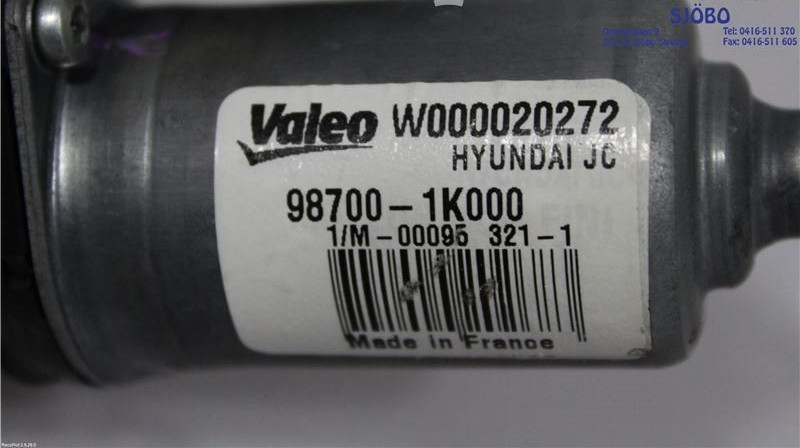 SJÖBO
Tel: 0416-511 370
Fax: 0416-511 605
Valeo W000020272
HYUNDAI JC
98700-1K000
1/M-00095 321-1
Made in France